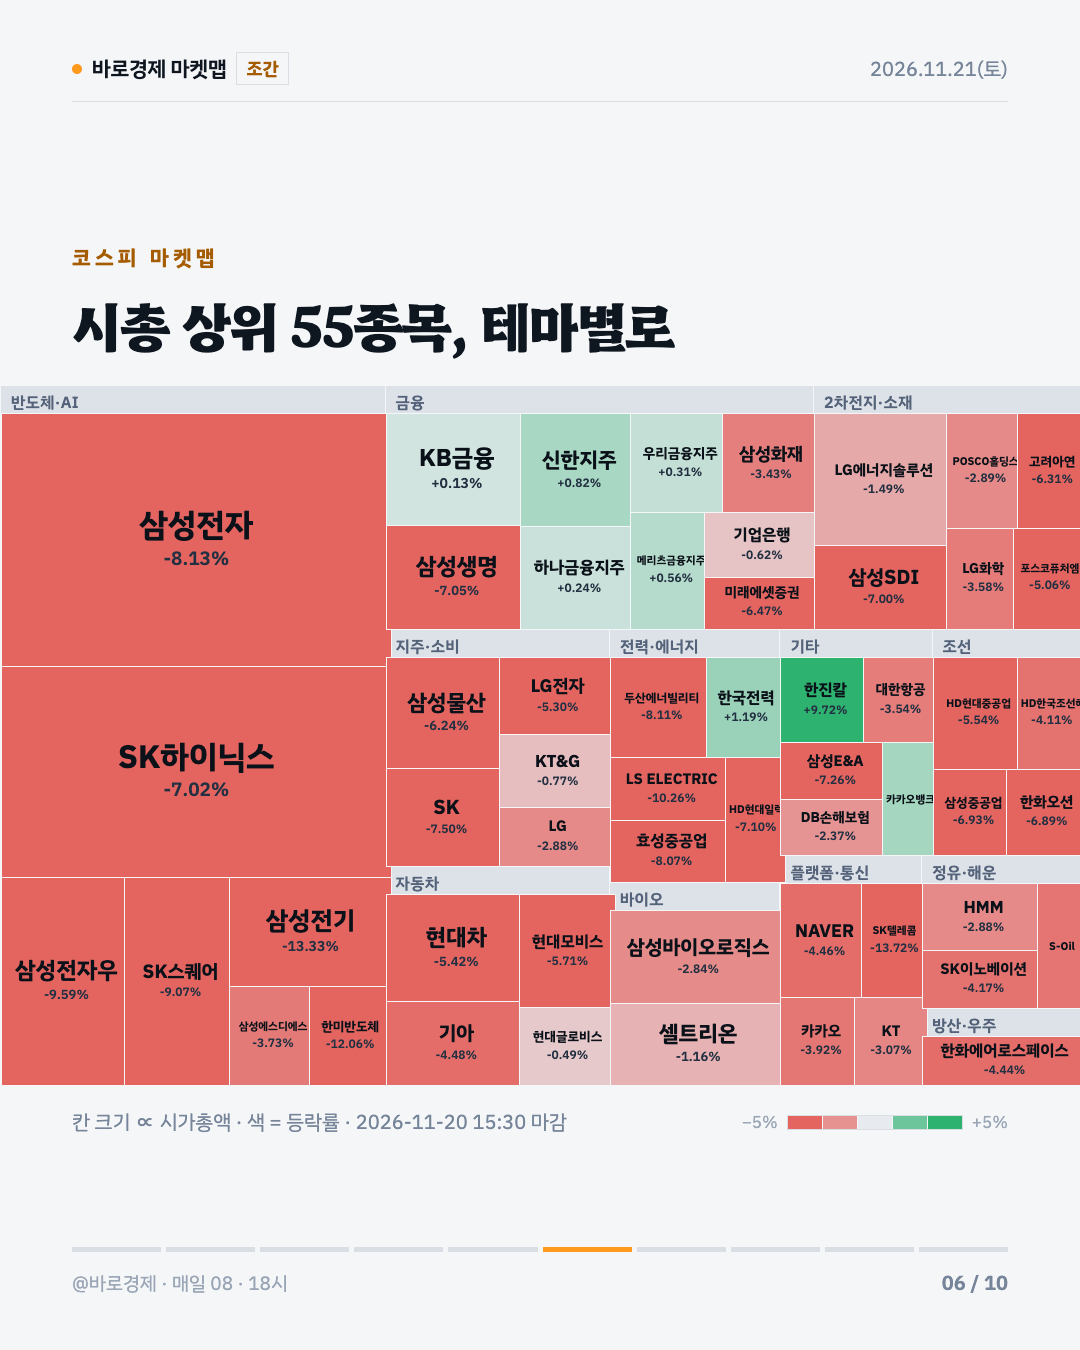 바로경제 마켓맵 조간
2026.11.21(토)
코스피 마켓맵
시총 상위 55종목, 테마별로
반도체·AI
삼성전자
-8.13%
SK하이닉스
-7.02%
삼성전자우
-9.59%
SK스퀘어
-9.07%
삼성전기
-13.33%
삼성에스디에스
-3.73%
한미반도체
-12.06%
금융
KB금융
+0.13%
신한지주
+0.82%
우리금융지주
+0.31%
삼성화재
-3.43%
삼성생명
-7.05%
하나금융지주
+0.24%
메리츠금융지주
+0.56%
기업은행
-0.62%
미래에셋증권
-6.47%
2차전지·소재
LG에너지솔루션
-1.49%
POSCO홀딩스
-2.89%
고려아연
-6.31%
삼성SDI
-7.00%
LG화학
-3.58%
포스코퓨처엠
-5.06%
지주·소비
삼성물산
-6.24%
LG전자
-5.30%
KT&G
-0.77%
SK
-7.50%
LG
-2.88%
전력·에너지
두산에너빌리티
-8.11%
한국전력
+1.19%
LS ELECTRIC
-10.26%
HD현대일렉
-7.10%
효성중공업
-8.07%
기타
한진칼
+9.72%
대한항공
-3.54%
삼성E&A
-7.26%
DB손해보험
-2.37%
카카오뱅크
조선
HD현대중공업
-5.54%
HD한국조선해
-4.11%
삼성중공업
-6.93%
한화오션
-6.89%
자동차
현대차
-5.42%
현대모비스
-5.71%
기아
-4.48%
현대글로비스
-0.49%
바이오
삼성바이오로직스
-2.84%
셀트리온
-1.16%
플랫폼·통신
NAVER
-4.46%
SK텔레콤
-13.72%
카카오
-3.92%
KT
-3.07%
정유·해운
HMM
-2.88%
SK이노베이션
-4.17%
S-Oil
방산·우주
한화에어로스페이스
-4.44%
칸 크기 ∝ 시가총액 · 색 = 등락률 · 2026-11-20 15:30 마감
−5%
+5%
@바로경제 · 매일 08 · 18시
06 / 10